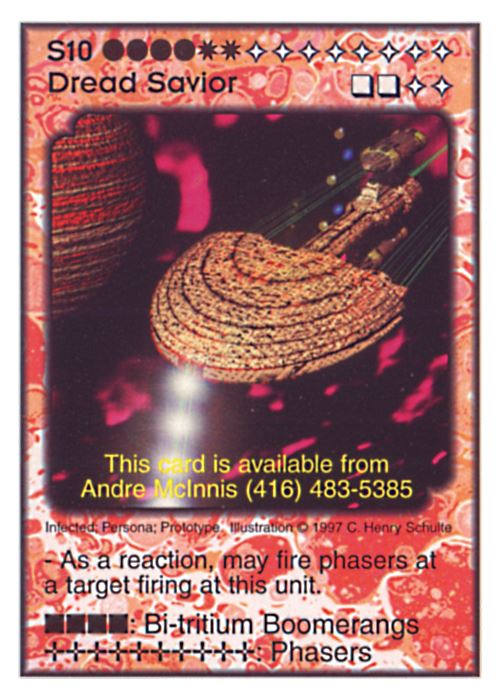 S10
Dread Savior
This card is available from
Andre McInnis (416) 483-5385
Infected; Persona; Prototype. Illustration © 1997 C. Henry Schulte
- As a reaction, may fire phasers at
a target firing at this unit.
: Bi-tritium Boomerangs
: Phasers